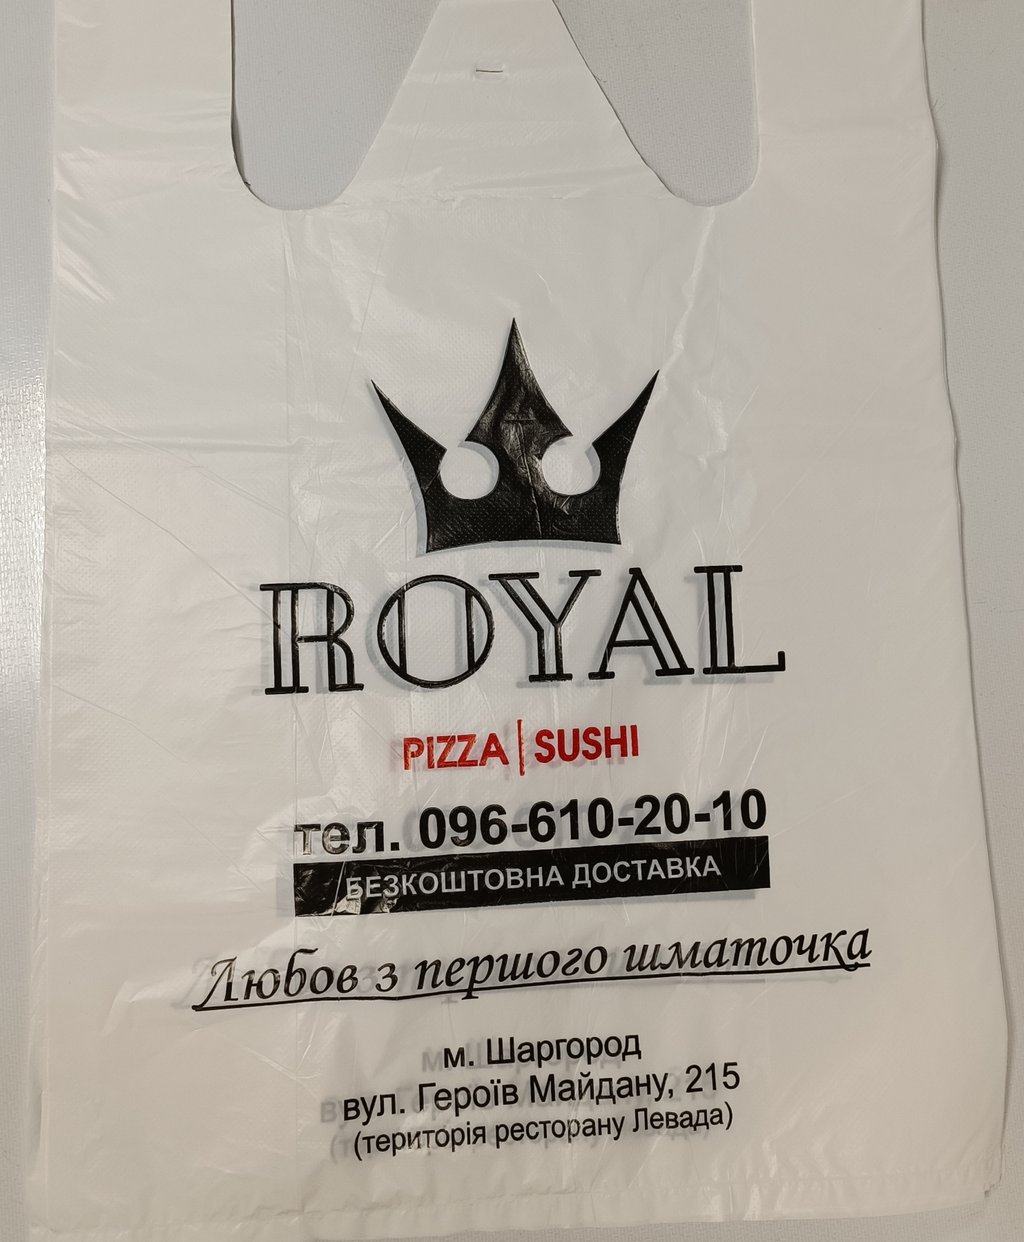 ROYAL
PIZZA | SUSHI
тел. 096-610-20-10
БЕЗКОШТОВНА ДОСТАВКА
Любов з першого шматочка
м. Шаргород
вул. Героїв Майдану, 215
(територія ресторану Левада)